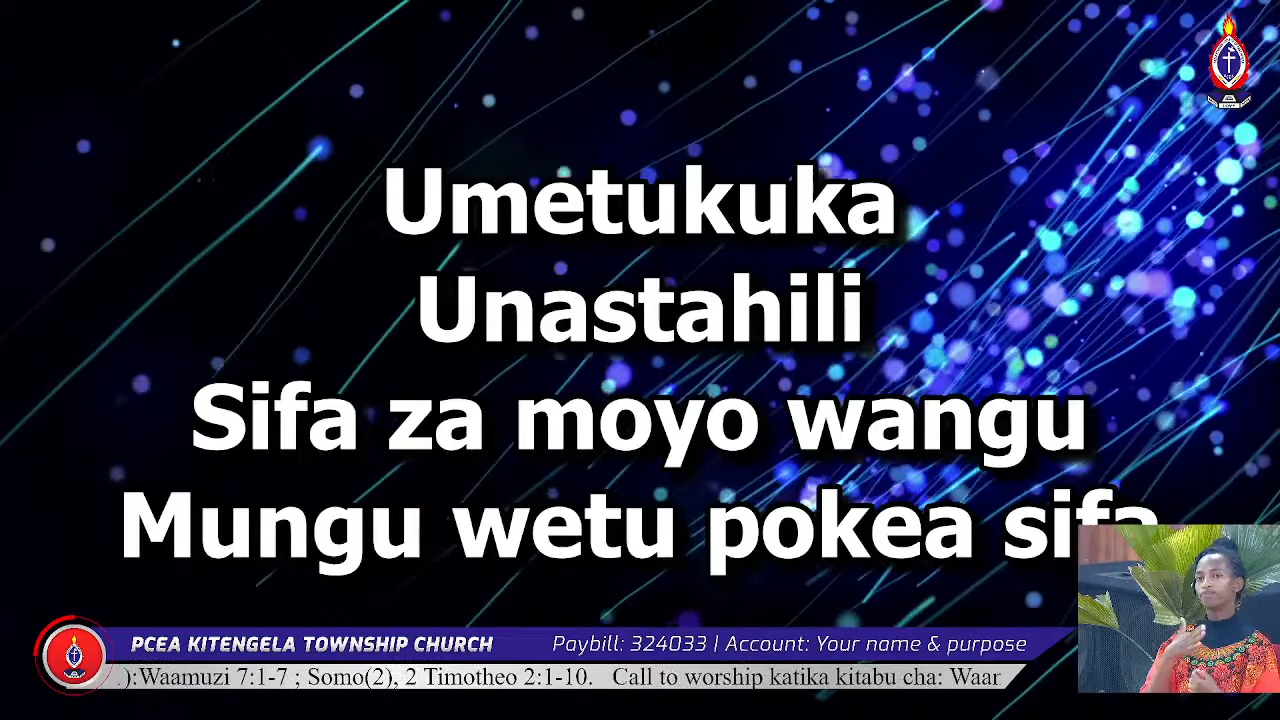 Umetukuka
Unastahili
Sifa za moyo wangu
Mungu wetu pokea sifa
PCEA KITENGELA TOWNSHIP CHURCH Paybill: 324033 | Account: Your name & purpose
):Waamuzi 7:1-7 ; Somo(2), 2 Timotheo 2:1-10. Call to worship katika kitabu cha: